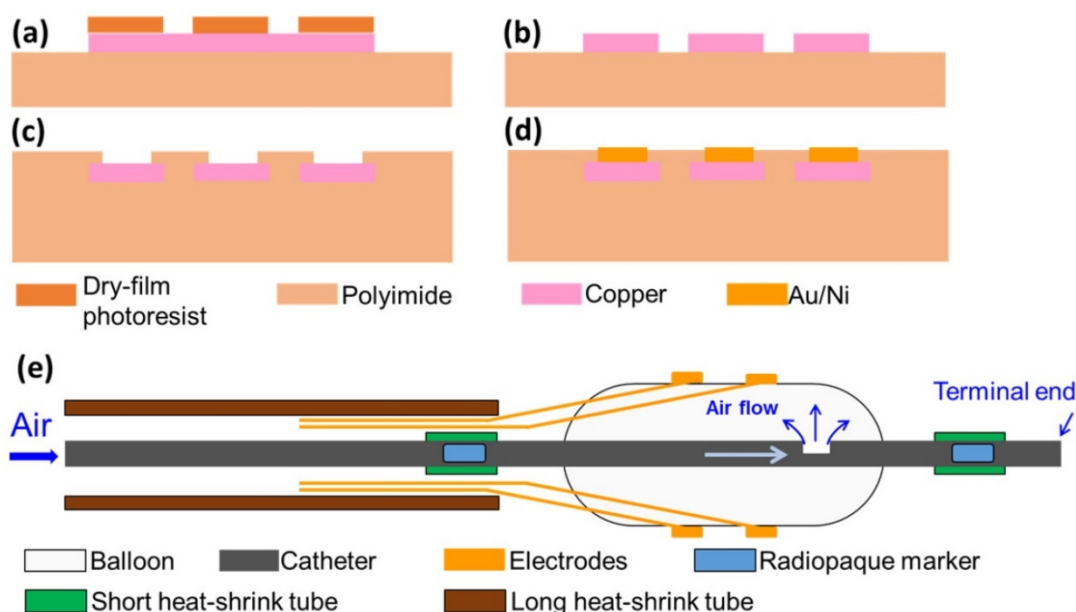 (a)
(b)
(c)
(d)
Dry-film
photoresist
Polyimide
Copper
Au/Ni
(e)
Terminal end
Air flow
Air
Balloon
Catheter
Electrodes
Radiopaque marker
Short heat-shrink tube
Long heat-shrink tube